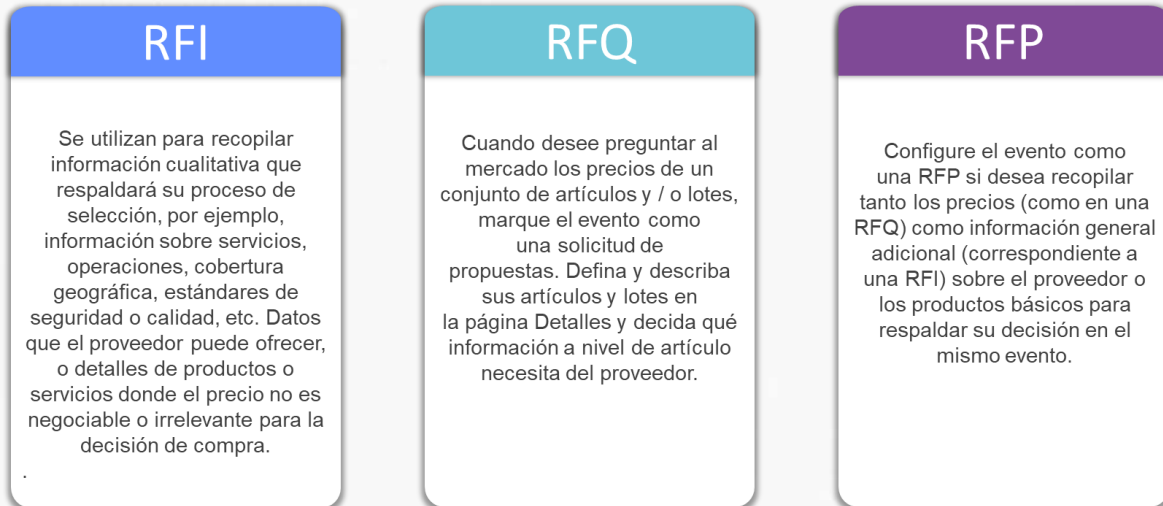 RFI
Se utilizan para recopilar
información cualitativa que
respaldará su proceso de
selección, por ejemplo,
información sobre servicios,
operaciones, cobertura
geográfica, estándares de
seguridad o calidad, etc. Datos
que el proveedor puede ofrecer,
o detalles de productos o
servicios donde el precio no es
negociable o irrelevante para la
decisión de compra.
.
RFQ
Cuando desee preguntar al
mercado los precios de un
conjunto de artículos y / o lotes,
marque el evento como
una solicitud de
propuestas. Defina y describa
sus artículos y lotes en
la página Detalles y decida qué
información a nivel de artículo
necesita del proveedor.
RFP
Configure el evento como
una RFP si desea recopilar
tanto los precios (como en una
RFQ) como información general
adicional (correspondiente a
una RFI) sobre el proveedor o
los productos básicos para
respaldar su decisión en el
mismo evento.